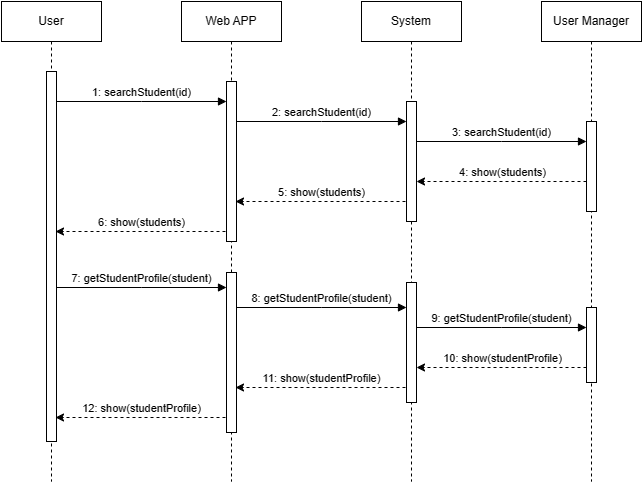 User
Web APP
System
User Manager
1: searchStudent(id)
2: searchStudent(id)
3: searchStudent(id)
4: show(students)
5: show(students)
6: show(students)
7: getStudentProfile(student)
8: getStudentProfile(student)
9: getStudentProfile(student)
10: show(studentProfile)
11: show(studentProfile)
12: show(studentProfile)